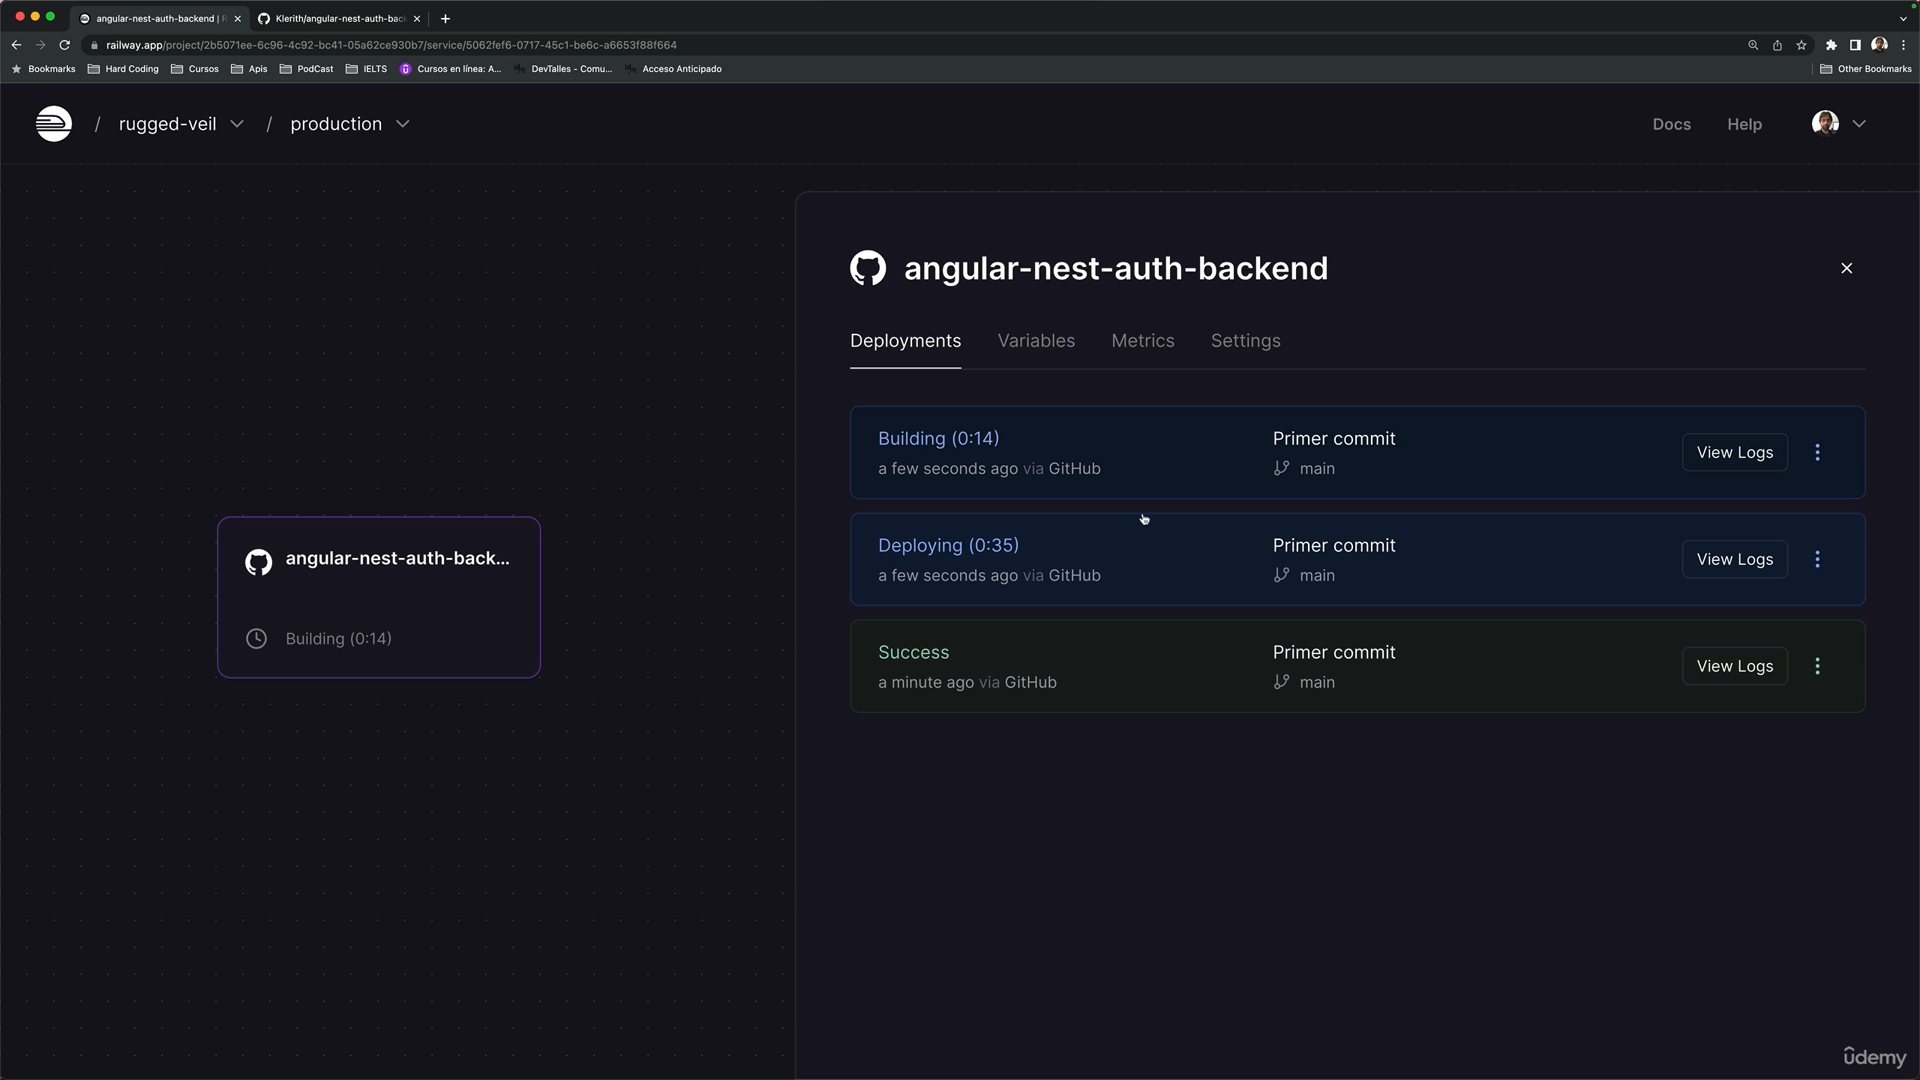 angular-nest-auth-backend | R
Klerith/angular-nest-auth-back
railway.app/project/2b5071ee-6c96-4c92-bc41-05a62ce930b7/service/5062fef6-0717-45c1-be6c-a6653f88f664
Bookmarks Hard Coding Cursos Apis PodCast IELTS Cursos en línea: A... DevTalles - Comu... Acceso Anticipado Other Bookmarks
/ rugged-veil / production Docs Help
angular-nest-auth-back...
Building (0:14)
angular-nest-auth-backend
Deployments Variables Metrics Settings
Building (0:14) Primer commit View Logs
a few seconds ago via GitHub main
Deploying (0:35) Primer commit View Logs
a few seconds ago via GitHub main
Success Primer commit View Logs
a minute ago via GitHub main
ûdemy